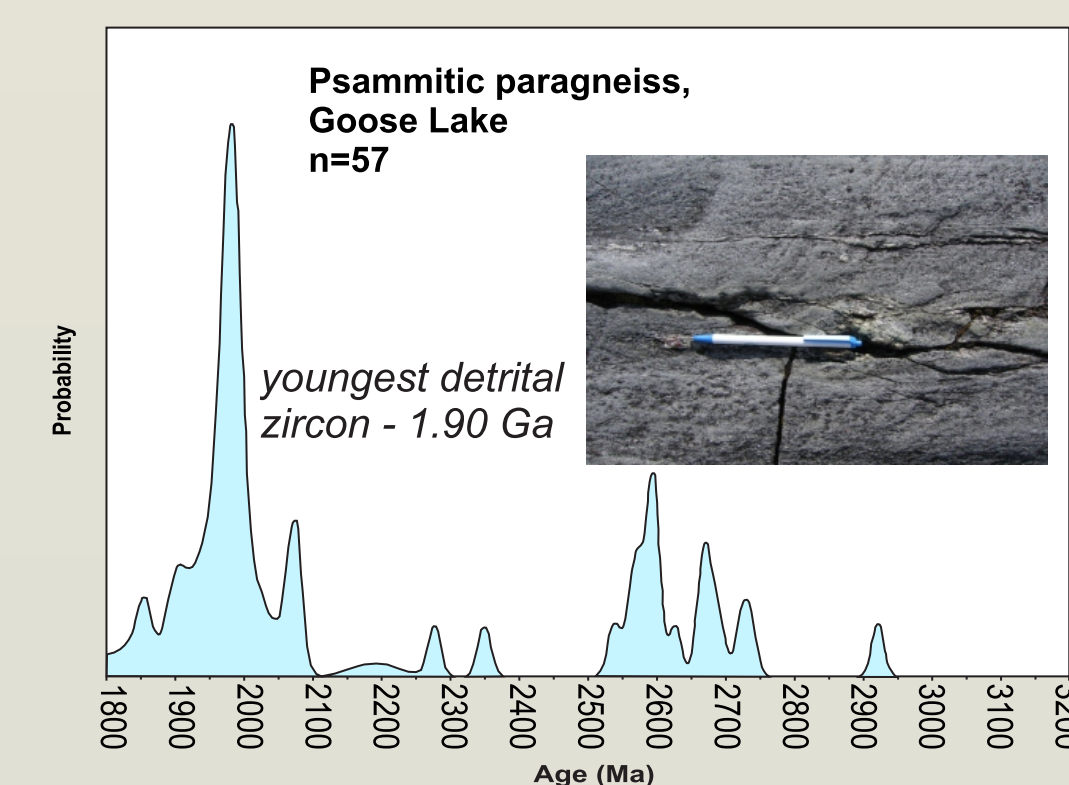 Psammitic paragneiss,
Goose Lake
n=57
youngest detrital
zircon - 1.90 Ga
Probability
1800 1900 2000 2100 2200 2300 2400 2500 2600 2700 2800 2900 3000 3100 3200
Age (Ma)